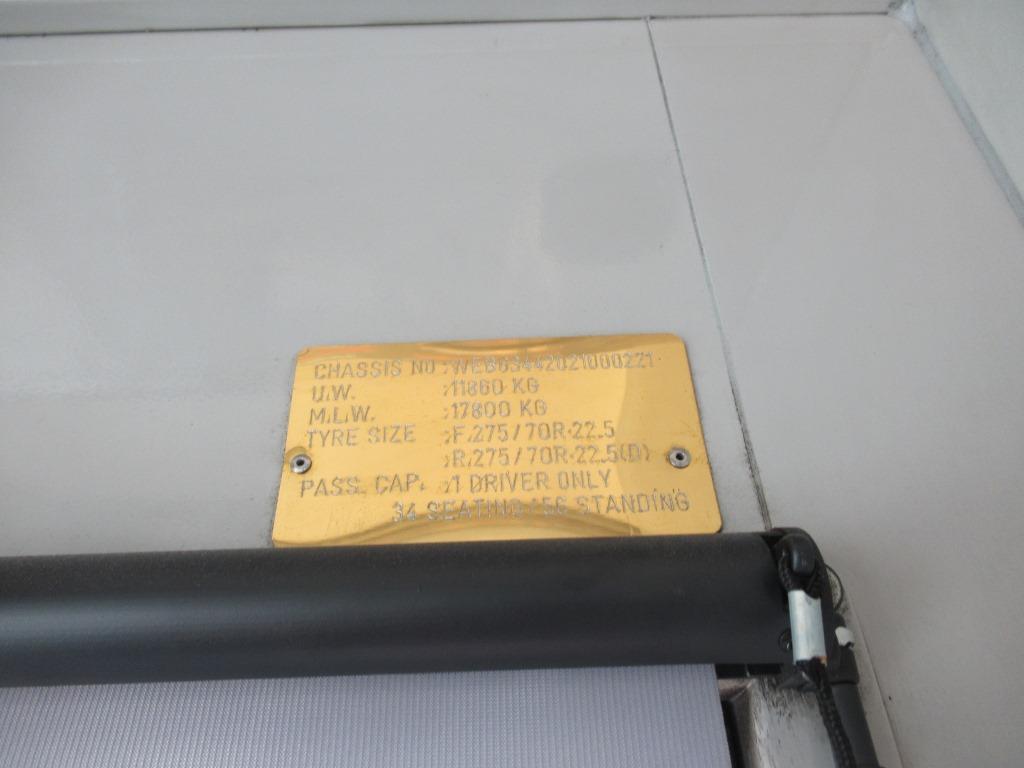 CHASSIS NO :WEB63442021000221
U.W. :11860 KG
M.L.W. :17800 KG
TYRE SIZE :F.275/70R.22.5
:R.275/70R.22.5(D)
PASS. CAP. :1 DRIVER ONLY
34 SEATING / 56 STANDING